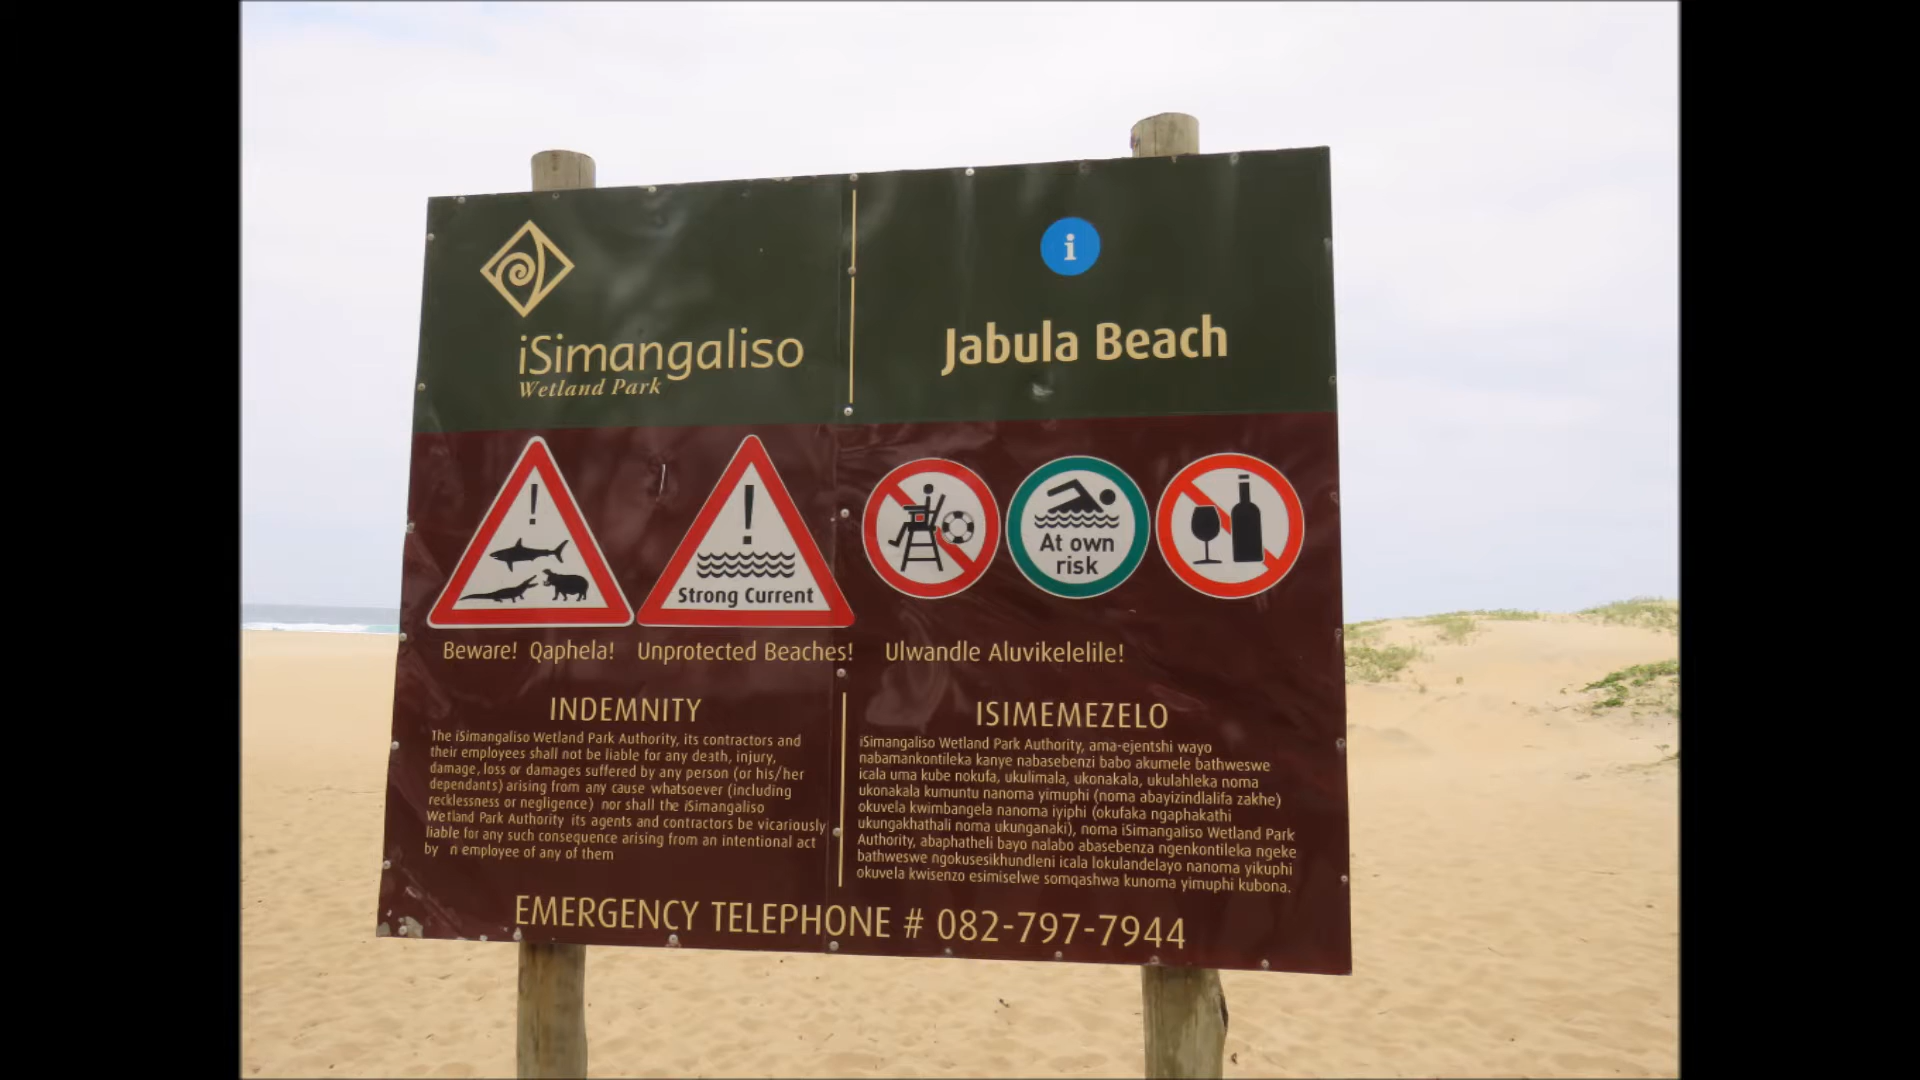 iSimangaliso
Wetland Park
i
Jabula Beach
!
!
Strong Current
At own
risk
Beware! Qaphela! Unprotected Beaches! Ulwandle Aluvikelelile!
INDEMNITY
The iSimangaliso Wetland Park Authority, its contractors and
their employees shall not be liable for any death, injury,
damage, loss or damages suffered by any person (or his/her
dependants) arising from any cause whatsoever (including
recklessness or negligence) nor shall the iSimangaliso
Wetland Park Authority its agents and contractors be vicariously
liable for any such consequence arising from an intentional act
by n employee of any of them
ISIMEMEZELO
iSimangaliso Wetland Park Authority, ama-ejentshi wayo
nabamankontileka kanye nabasebenzi babo akumele bathweswe
icala uma kube nokufa, ukulimala, ukonakala, ukulahleka noma
ukonakala kumuntu nanoma yimuphi (noma abayizindlalifa zakhe)
okuvela kwimbangela nanoma iyiphi (okufaka ngaphakathi
ukungakhathali noma ukunganaki), noma iSimangaliso Wetland Park
Authority, abaphatheli bayo nalabo abasebenza ngenkontileka ngeke
bathweswe ngokusesikhundleni icala lokulandelayo nanoma yikuphi
okuvela kwisenzo esimiselwe somqashwa kunoma yimuphi kubona.
EMERGENCY TELEPHONE # 082-797-7944